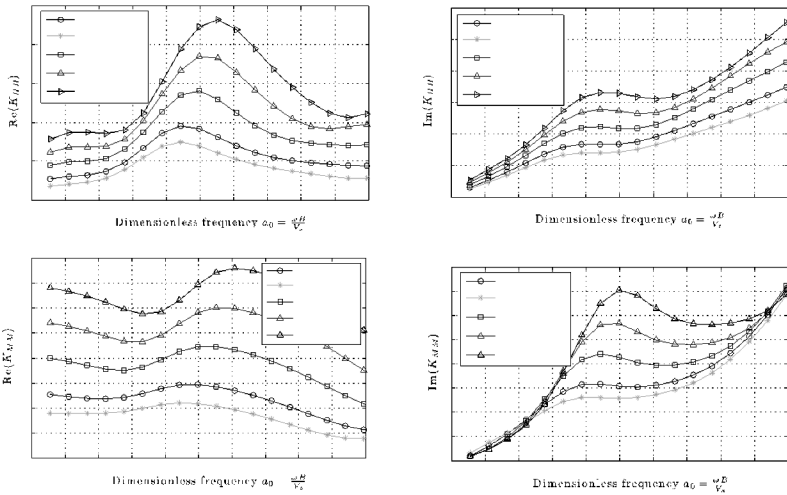 Re(K_HH)
Dimensionless frequency a_0 = ωB/V_s
Im(K_HH)
Dimensionless frequency a_0 = ωB/V_s
Re(K_MM)
Dimensionless frequency a_0 = ωB/V_s
Im(K_MM)
Dimensionless frequency a_0 = ωB/V_s